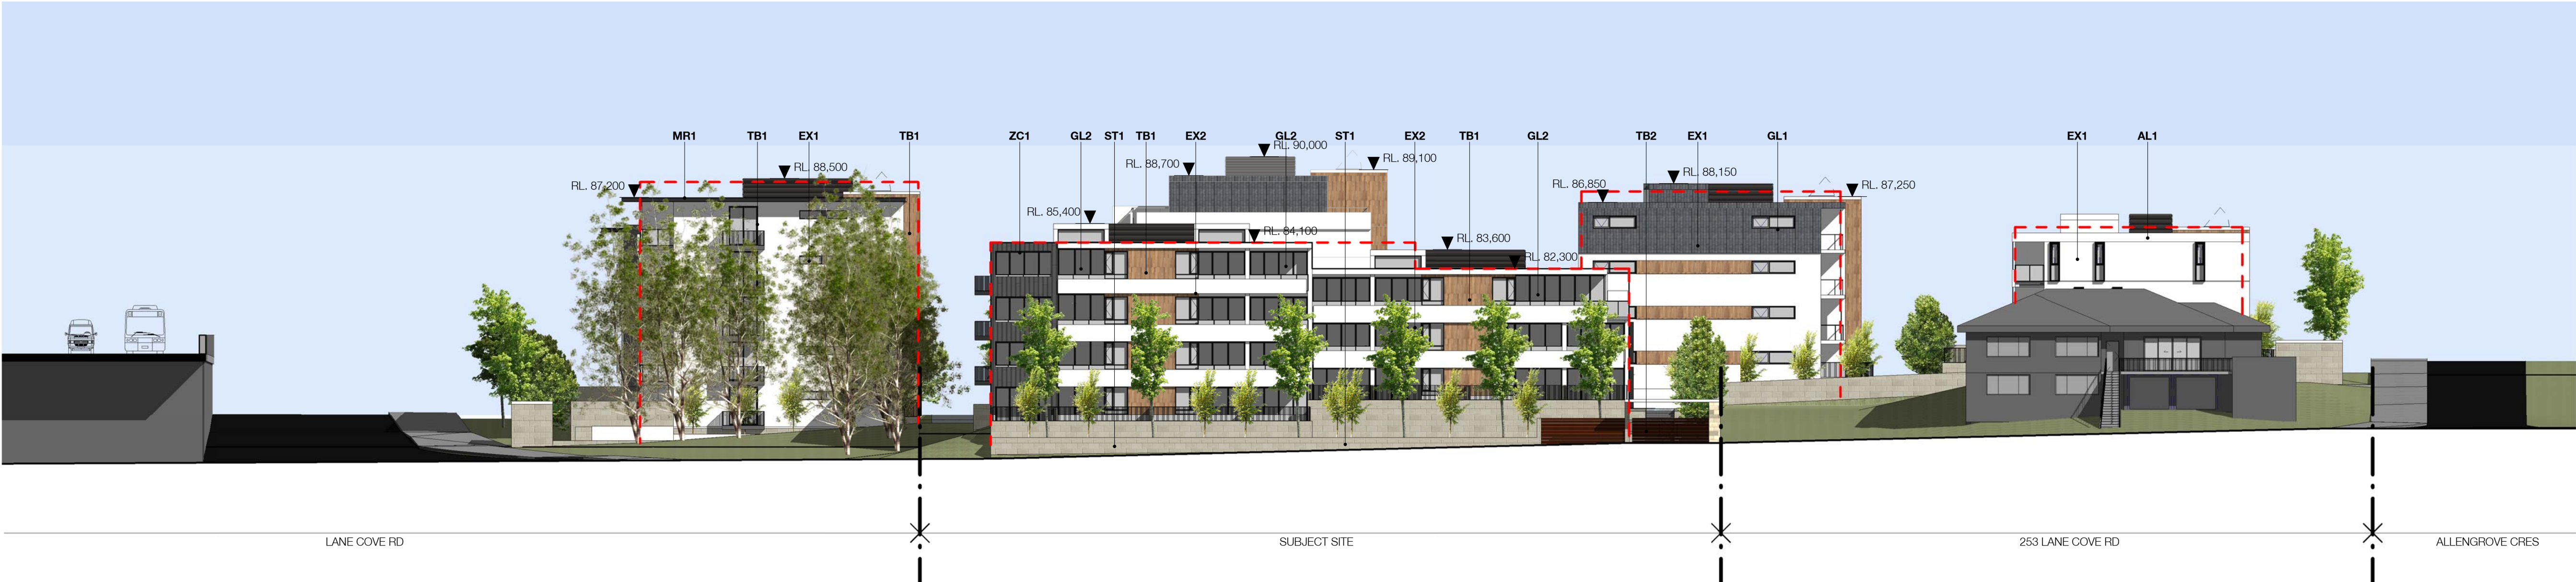 MR1 TB1 EX1 TB1 ZC1 GL2 ST1 TB1 EX2 GL2 ST1 EX2 TB1 GL2 TB2 EX1 GL1 EX1 AL1
RL. 90,000
RL. 88,700
RL. 89,100
RL. 88,500
RL. 88,150
RL. 87,200
RL. 86,850
RL. 87,250
RL. 85,400
RL. 84,100
RL. 83,600
RL. 82,300
LANE COVE RD
SUBJECT SITE
253 LANE COVE RD
ALLENGROVE CRES